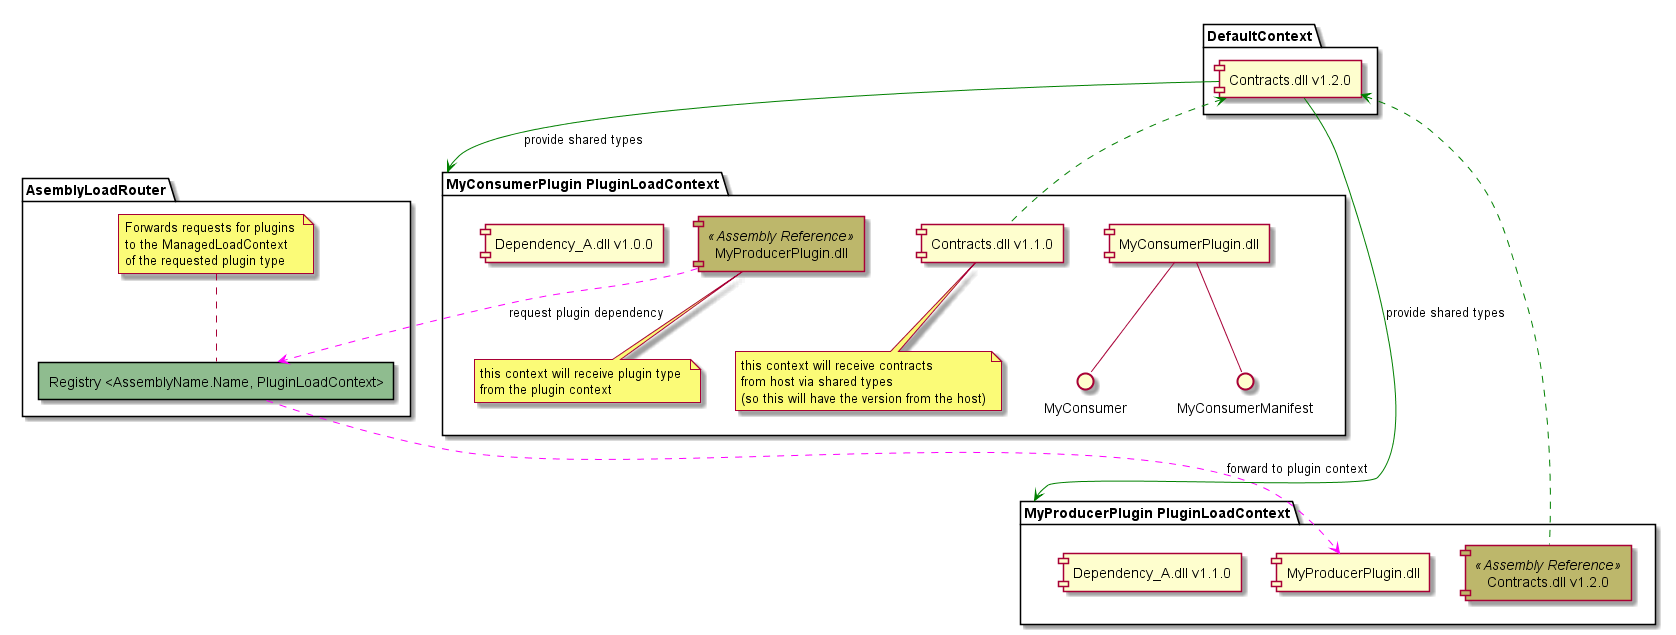 DefaultContext
Contracts.dll v1.2.0
provide shared types
AsemblyLoadRouter
Forwards requests for plugins
to the ManagedLoadContext
of the requested plugin type
Registry <AssemblyName.Name, PluginLoadContext>
MyConsumerPlugin PluginLoadContext
Dependency_A.dll v1.0.0
«Assembly Reference»
MyProducerPlugin.dll
Contracts.dll v1.1.0
MyConsumerPlugin.dll
request plugin dependency
this context will receive plugin type
from the plugin context
this context will receive contracts
from host via shared types
(so this will have the version from the host)
MyConsumer
MyConsumerManifest
provide shared types
forward to plugin context
MyProducerPlugin PluginLoadContext
Dependency_A.dll v1.1.0
MyProducerPlugin.dll
«Assembly Reference»
Contracts.dll v1.2.0